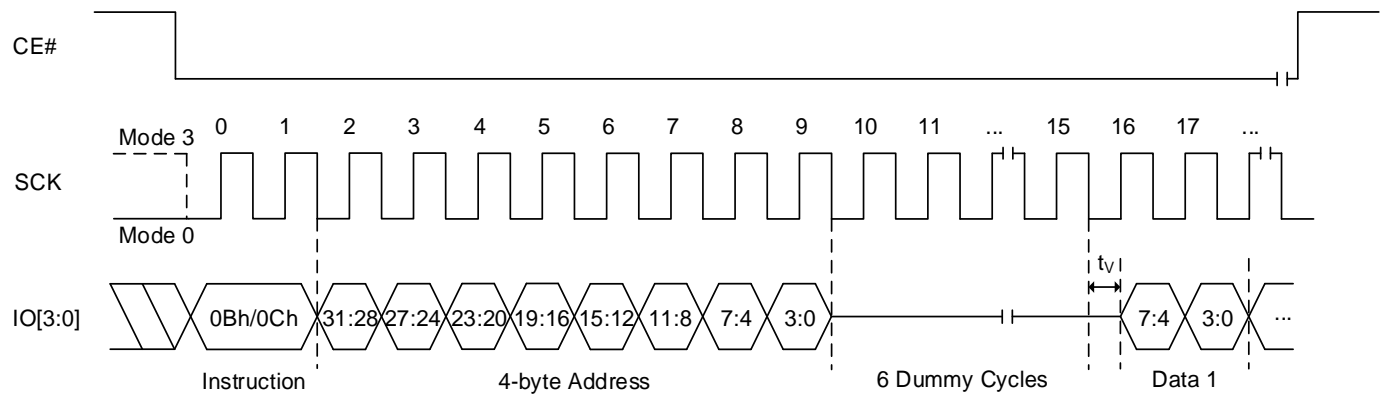 CE#
0 1 2 3 4 5 6 7 8 9 10 11 ... 15 16 17 ...
Mode 3
SCK
Mode 0
tV
IO[3:0] 0Bh/0Ch 31:28 27:24 23:20 19:16 15:12 11:8 7:4 3:0 7:4 3:0 ...
Instruction 4-byte Address 6 Dummy Cycles Data 1